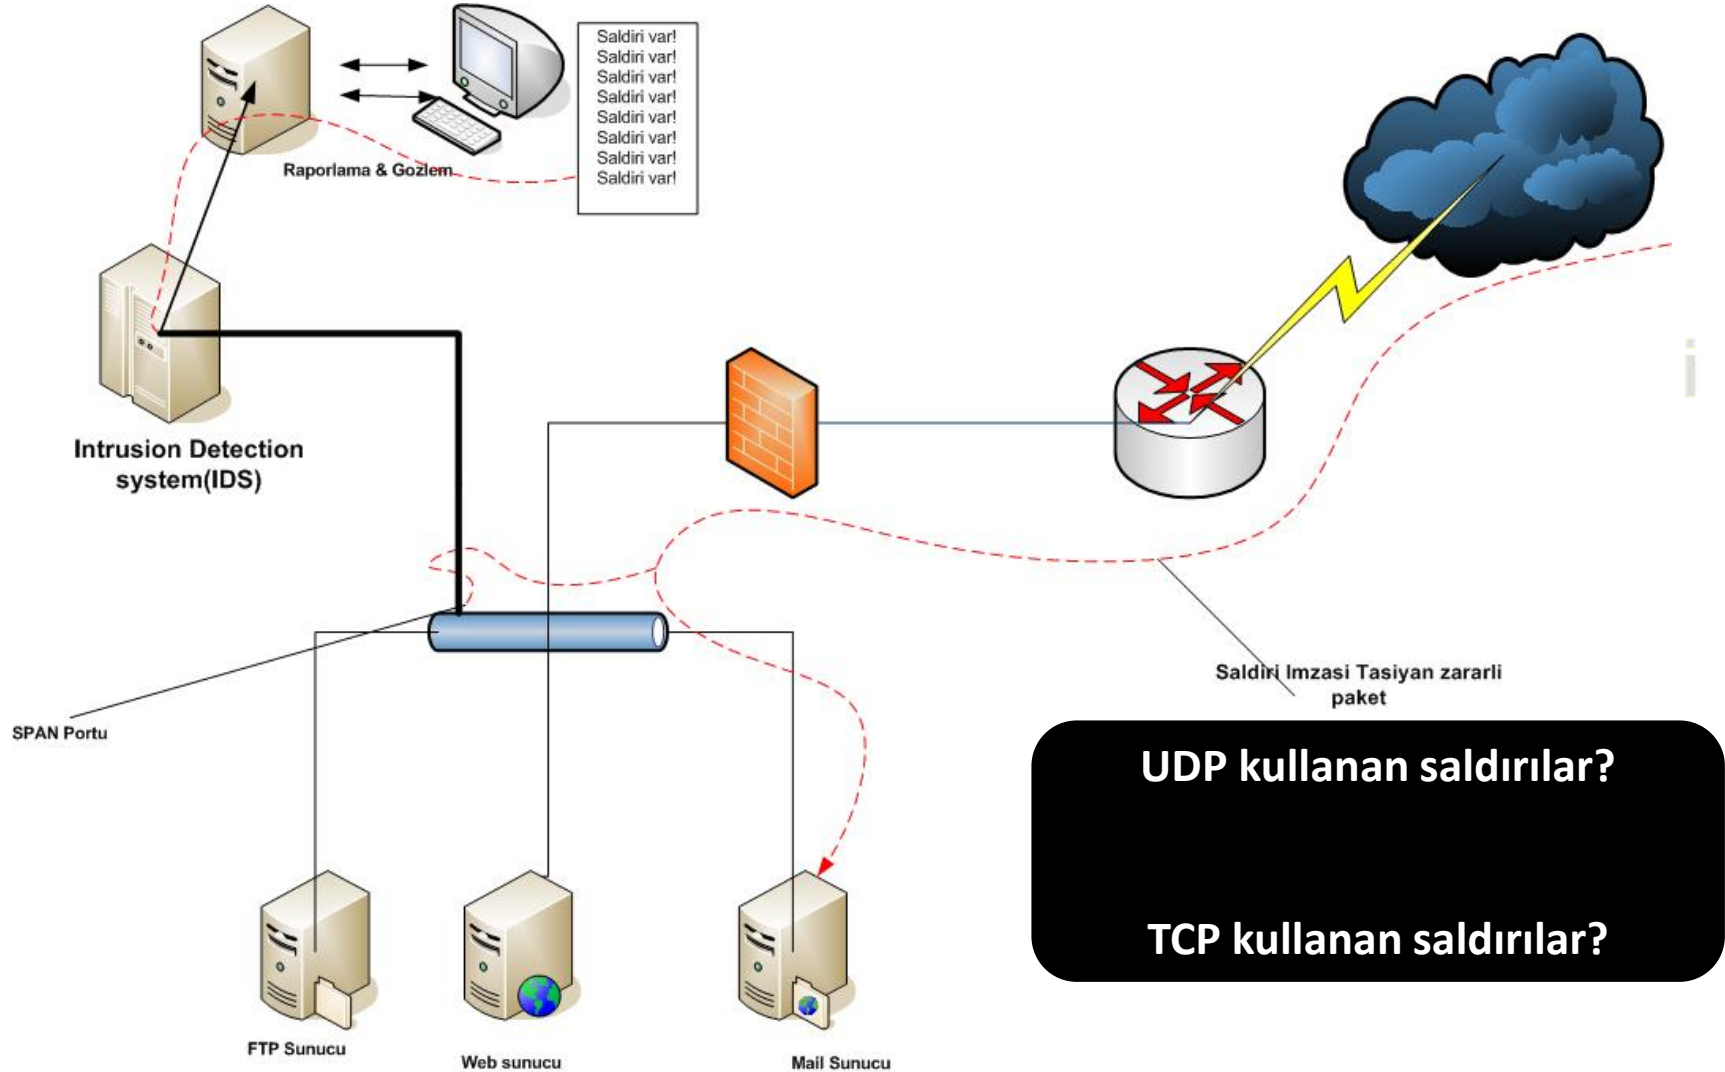 Saldiri var!
Saldiri var!
Saldiri var!
Saldiri var!
Saldiri var!
Saldiri var!
Saldiri var!
Saldiri var!
Raporlama & Gozlem
Intrusion Detection
system(IDS)
i
Saldiri Imzasi Tasiyan zararli
paket
SPAN Portu
UDP kullanan saldırılar?
TCP kullanan saldırılar?
FTP Sunucu
Web sunucu
Mail Sunucu